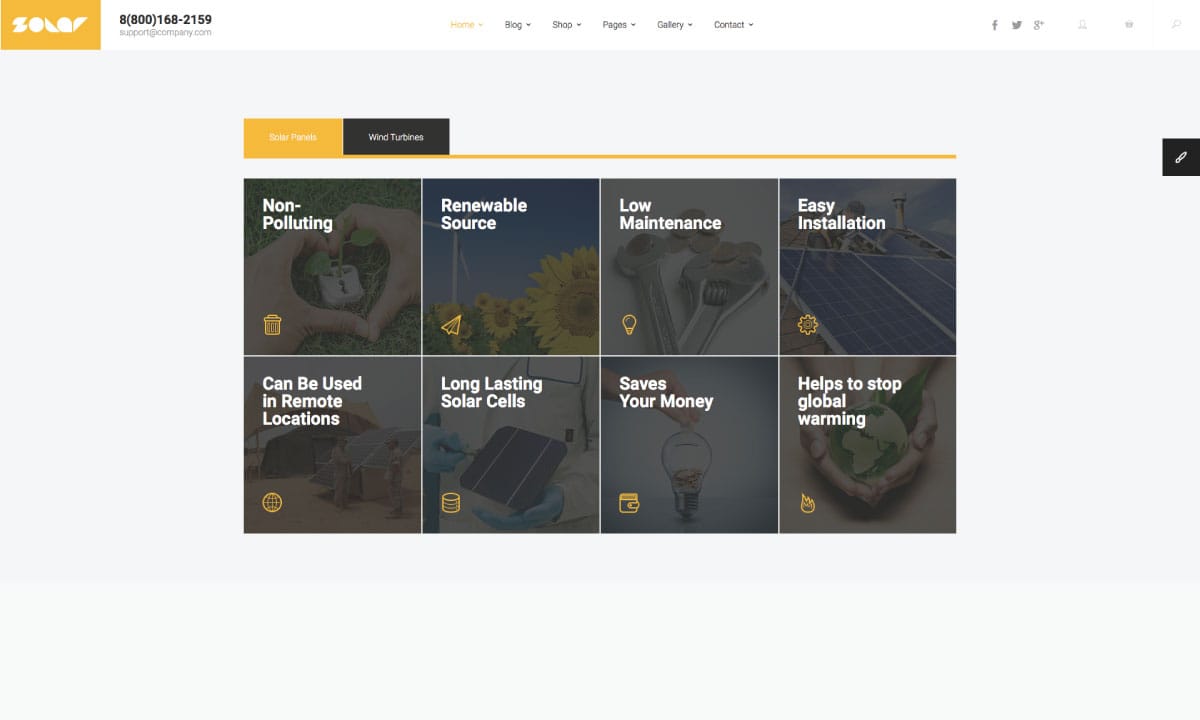 SOLAR
8(800)168-2159
support@company.com
Home
Blog
Shop
Pages
Gallery
Contact
Solar Panels
Wind Turbines
Non-
Polluting
Renewable
Source
Low
Maintenance
Easy
Installation
Can Be Used
in Remote
Locations
Long Lasting
Solar Cells
Saves
Your Money
Helps to stop
global
warming